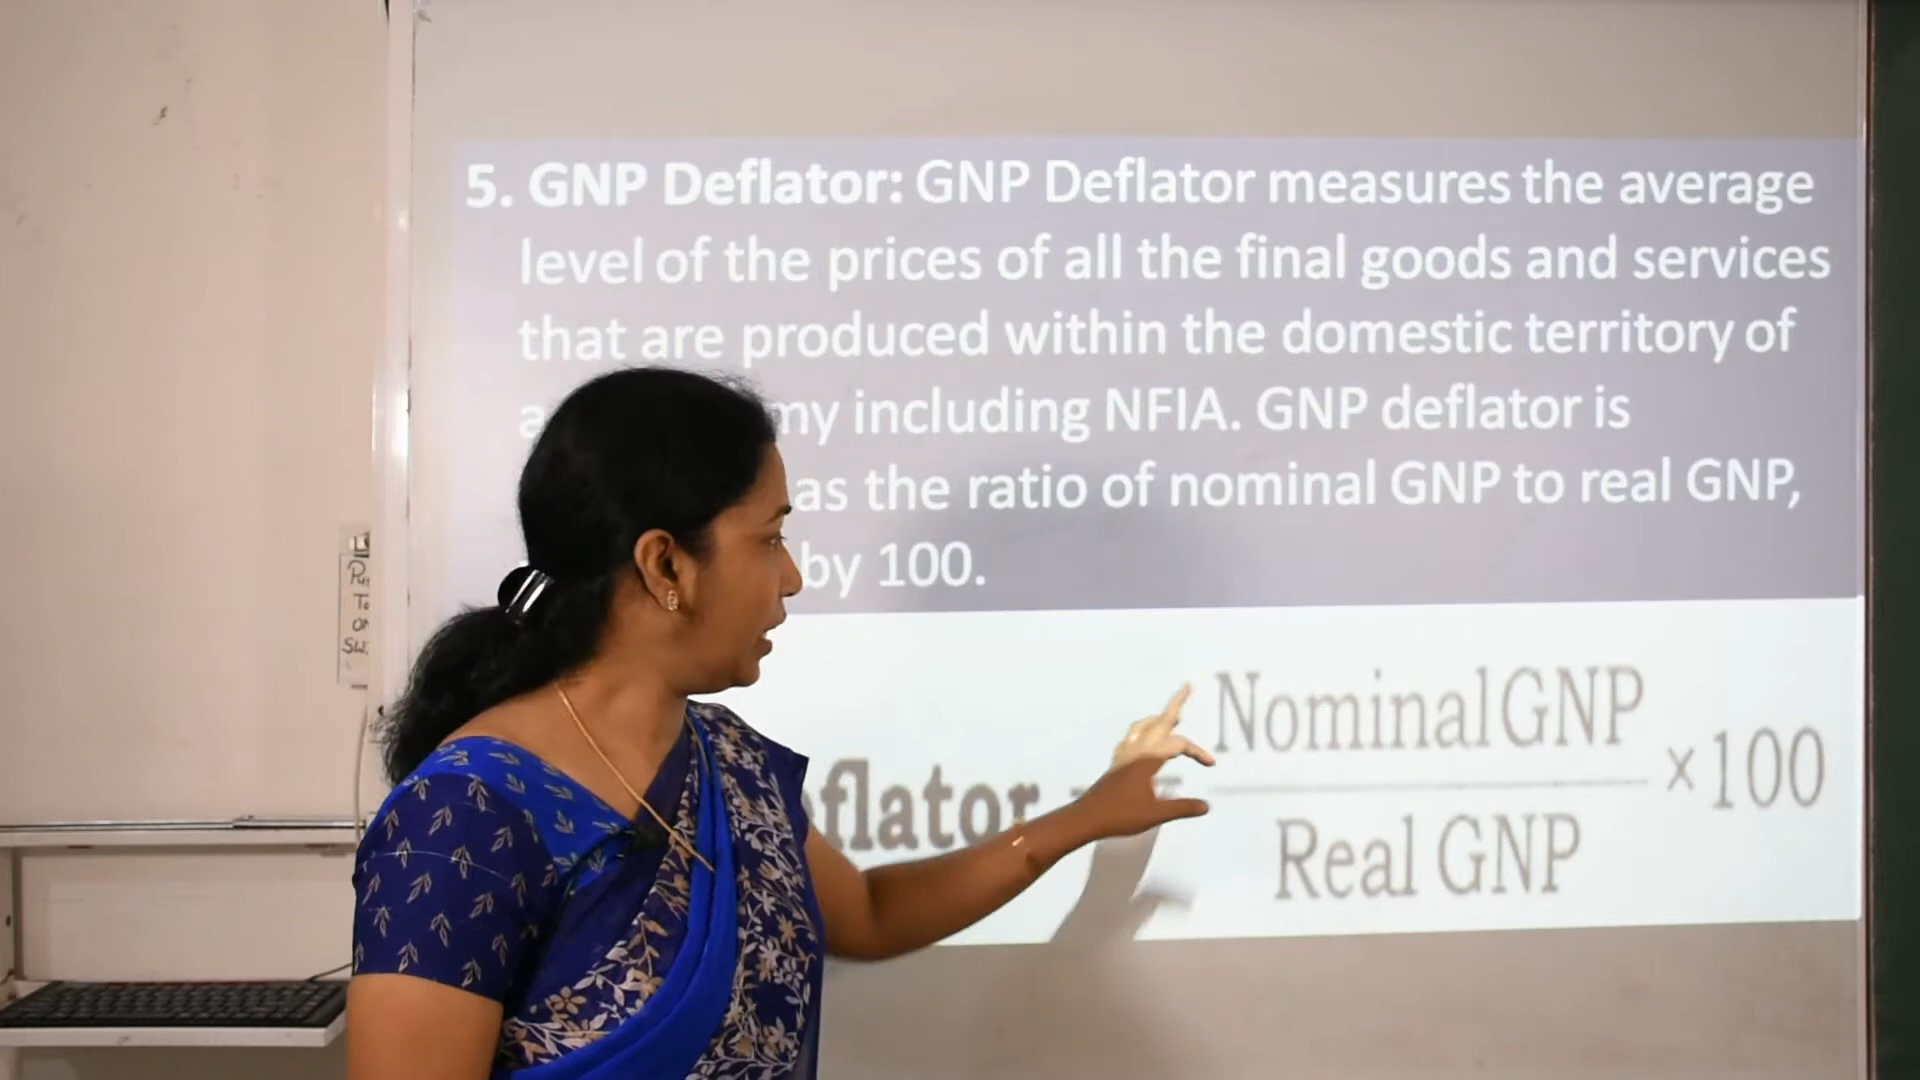 5. GNP Deflator: GNP Deflator measures the average
level of the prices of all the final goods and services
that are produced within the domestic territory of
including NFIA. GNP deflator is
as the ratio of nominal GNP to real GNP,
by 100.
Nominal GNP
×100
Real GNP
To